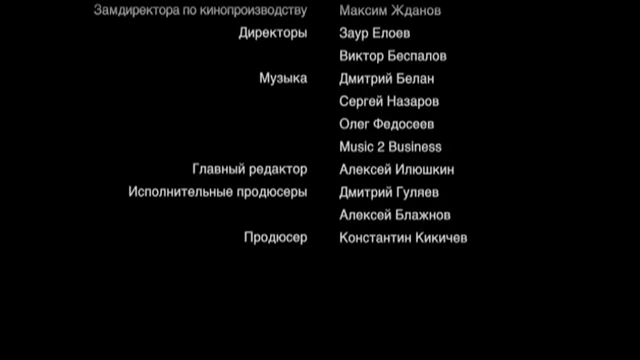 Замдиректора по кинопроизводству Максим Жданов
Директоры Заур Елоев
Виктор Беспалов
Музыка Дмитрий Белан
Сергей Назаров
Олег Федосеев
Music 2 Business
Главный редактор Алексей Илюшкин
Исполнительные продюсеры Дмитрий Гуляев
Алексей Блажнов
Продюсер Константин Кикичев